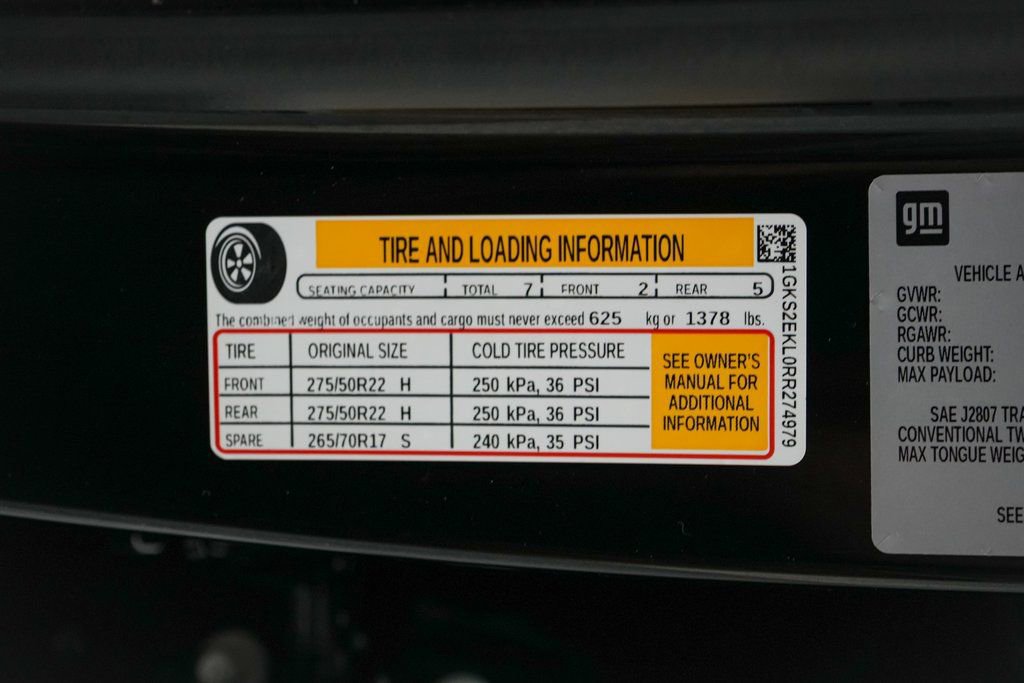 TIRE AND LOADING INFORMATION
SEATING CAPACITY TOTAL 7 FRONT 2 REAR 5
The combined weight of occupants and cargo must never exceed 625 kg or 1378 lbs.
TIRE ORIGINAL SIZE COLD TIRE PRESSURE
FRONT 275/50R22 H 250 kPa, 36 PSI
REAR 275/50R22 H 250 kPa, 36 PSI
SPARE 265/70R17 S 240 kPa, 35 PSI
SEE OWNER'S
MANUAL FOR
ADDITIONAL
INFORMATION
1GKS2EKL0RR274979
gm
VEHICLE A
GVWR:
GCWR:
RGAWR:
CURB WEIGHT:
MAX PAYLOAD:
SAE J2807 TRA
CONVENTIONAL TW
MAX TONGUE WEIG
SEE